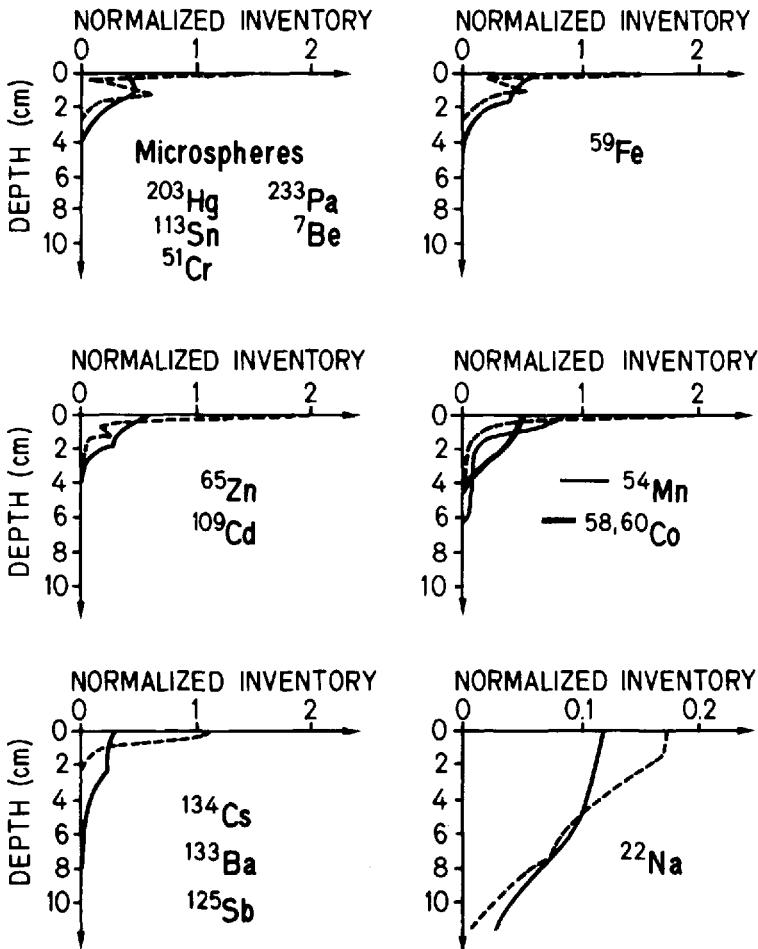 NORMALIZED INVENTORY
0 1 2
DEPTH (cm)
0
2
4
6
8
10
Microspheres
²⁰³Hg ²³³Pa
¹¹³Sn ⁷Be
⁵¹Cr
NORMALIZED INVENTORY
0 1 2
0
2
4
6
8
10
⁵⁹Fe
NORMALIZED INVENTORY
0 1 2
DEPTH (cm)
0
2
4
6
8
10
⁶⁵Zn
¹⁰⁹Cd
NORMALIZED INVENTORY
0 1 2
0
2
4
6
8
10
⁵⁴Mn
⁵⁸,⁶⁰Co
NORMALIZED INVENTORY
0 1 2
DEPTH (cm)
0
2
4
6
8
10
¹³⁴Cs
¹³³Ba
¹²⁵Sb
NORMALIZED INVENTORY
0 0.1 0.2
0
2
4
6
8
10
²²Na